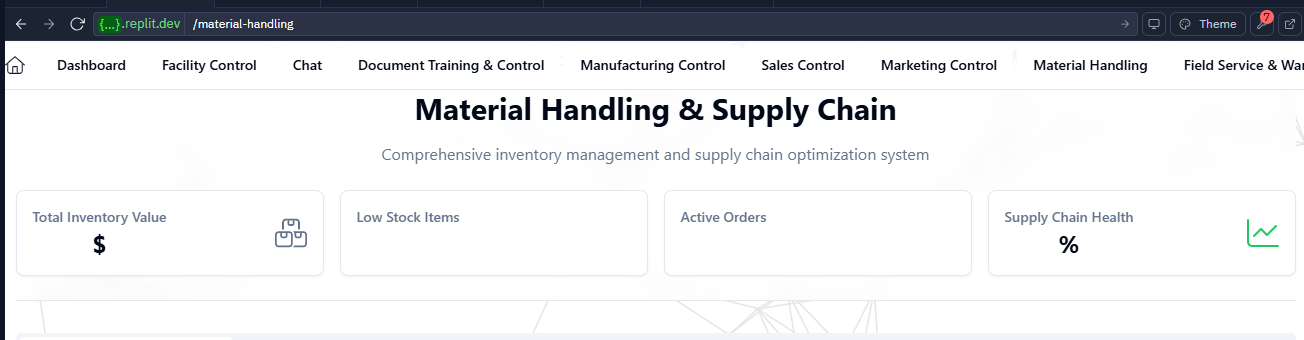 {...}.replit.dev /material-handling Theme 7
Dashboard Facility Control Chat Document Training & Control Manufacturing Control Sales Control Marketing Control Material Handling Field Service & War
Material Handling & Supply Chain
Comprehensive inventory management and supply chain optimization system
Total Inventory Value Low Stock Items Active Orders Supply Chain Health
$ %